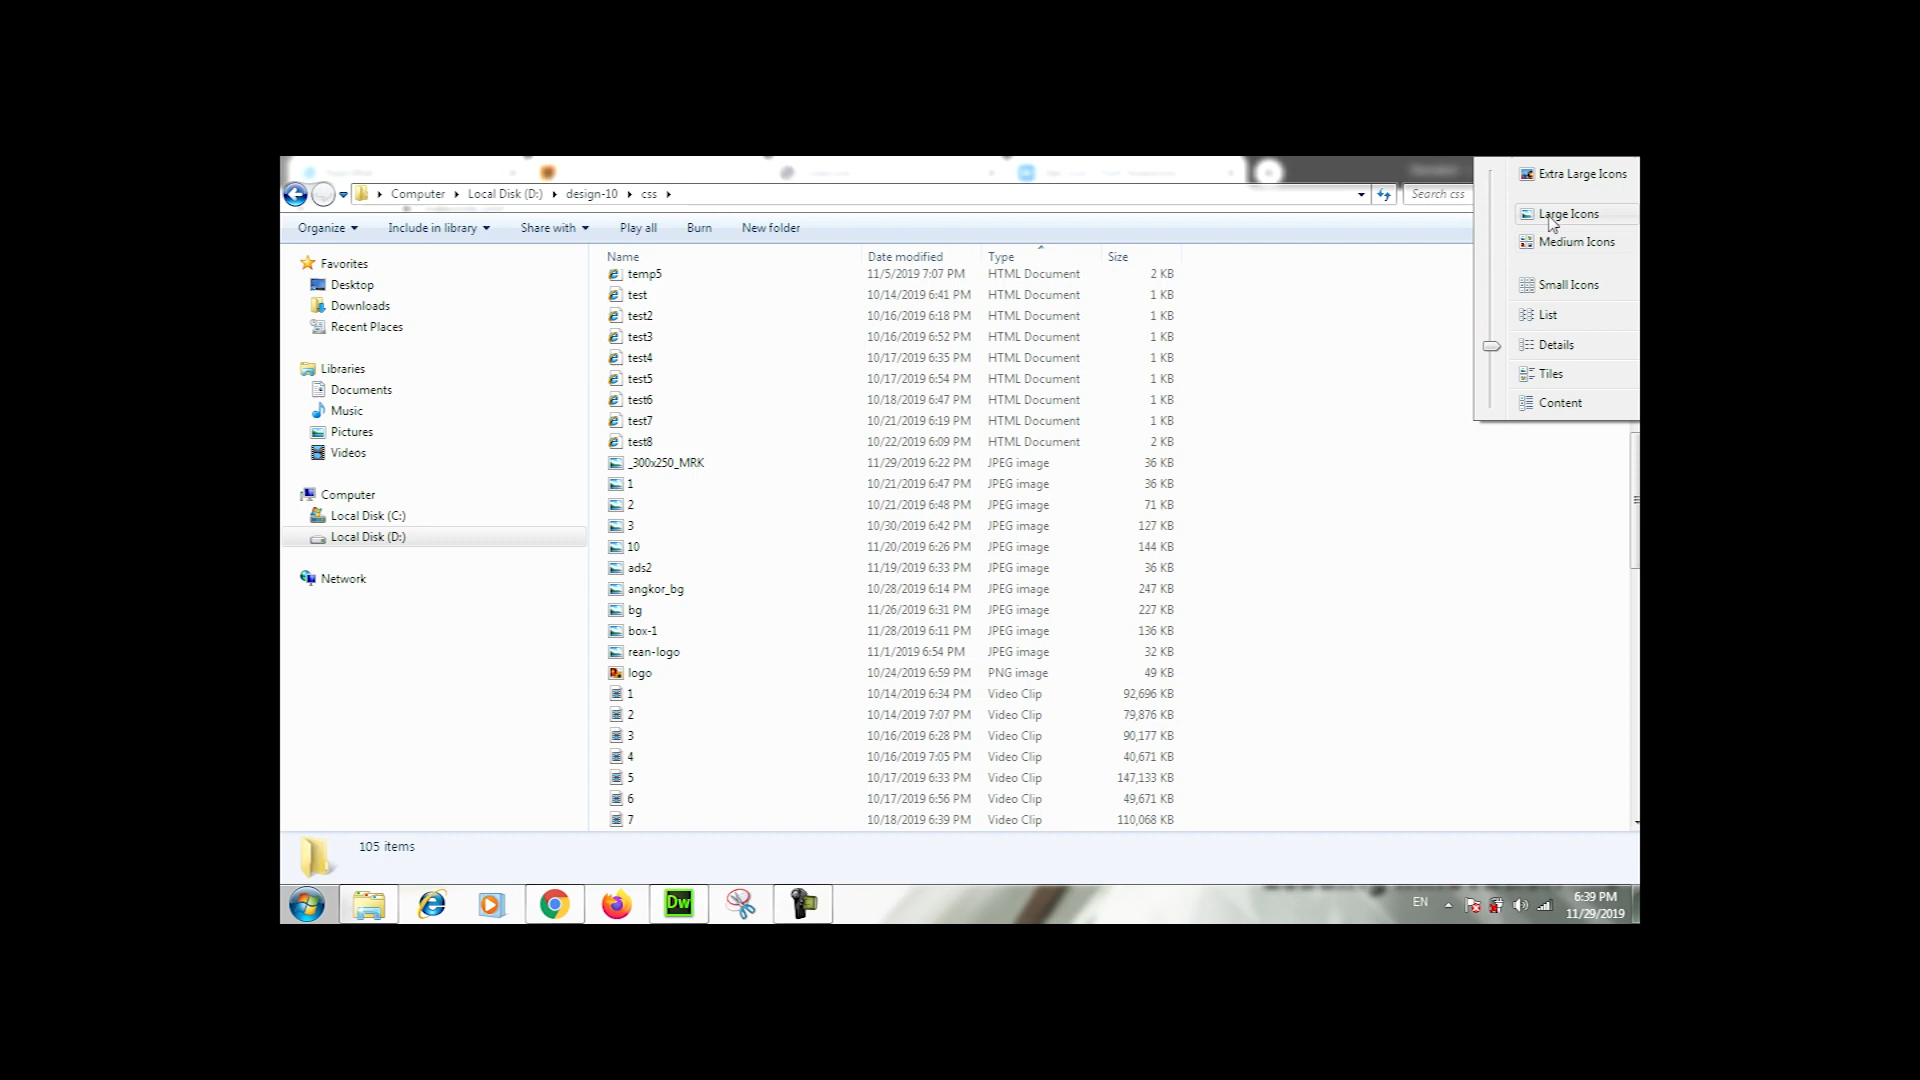 Computer Local Disk (D:) design-10 css
Search css
Organize Include in library Share with Play all Burn New folder
Favorites
Desktop
Downloads
Recent Places
Libraries
Documents
Music
Pictures
Videos
Computer
Local Disk (C:)
Local Disk (D:)
Network
Name Date modified Type Size
temp5 11/5/2019 7:07 PM HTML Document 2 KB
test 10/14/2019 6:41 PM HTML Document 1 KB
test2 10/16/2019 6:18 PM HTML Document 1 KB
test3 10/16/2019 6:52 PM HTML Document 1 KB
test4 10/17/2019 6:35 PM HTML Document 1 KB
test5 10/17/2019 6:54 PM HTML Document 1 KB
test6 10/18/2019 6:47 PM HTML Document 1 KB
test7 10/21/2019 6:19 PM HTML Document 1 KB
test8 10/22/2019 6:09 PM HTML Document 2 KB
_300x250_MRK 11/29/2019 6:22 PM JPEG image 36 KB
1 10/21/2019 6:47 PM JPEG image 36 KB
2 10/21/2019 6:48 PM JPEG image 71 KB
3 10/30/2019 6:42 PM JPEG image 127 KB
10 11/20/2019 6:26 PM JPEG image 144 KB
ads2 11/19/2019 6:33 PM JPEG image 36 KB
angkor_bg 10/28/2019 6:14 PM JPEG image 247 KB
bg 11/26/2019 6:31 PM JPEG image 227 KB
box-1 11/28/2019 6:11 PM JPEG image 136 KB
rean-logo 11/1/2019 6:54 PM JPEG image 32 KB
logo 10/24/2019 6:59 PM PNG image 49 KB
1 10/14/2019 6:34 PM Video Clip 92,696 KB
2 10/14/2019 7:07 PM Video Clip 79,876 KB
3 10/16/2019 6:28 PM Video Clip 90,177 KB
4 10/16/2019 7:05 PM Video Clip 40,671 KB
5 10/17/2019 6:33 PM Video Clip 147,133 KB
6 10/17/2019 6:56 PM Video Clip 49,671 KB
7 10/18/2019 6:39 PM Video Clip 110,068 KB
Extra Large Icons
Large Icons
Medium Icons
Small Icons
List
Details
Tiles
Content
105 items
Dw
EN
6:39 PM
11/29/2019